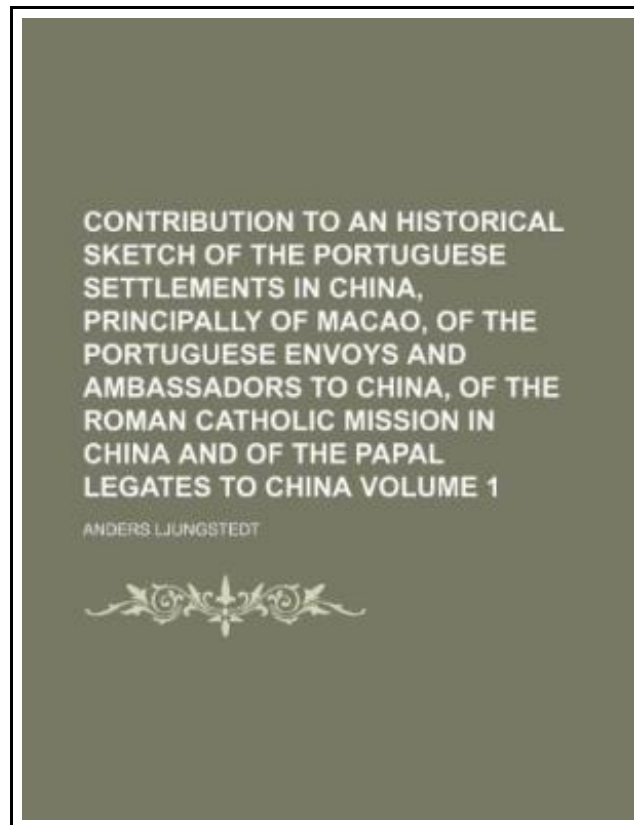 CONTRIBUTION TO AN HISTORICAL
SKETCH OF THE PORTUGUESE
SETTLEMENTS IN CHINA,
PRINCIPALLY OF MACAO, OF THE
PORTUGUESE ENVOYS AND
AMBASSADORS TO CHINA, OF THE
ROMAN CATHOLIC MISSION IN
CHINA AND OF THE PAPAL
LEGATES TO CHINA VOLUME 1
ANDERS LJUNGSTEDT